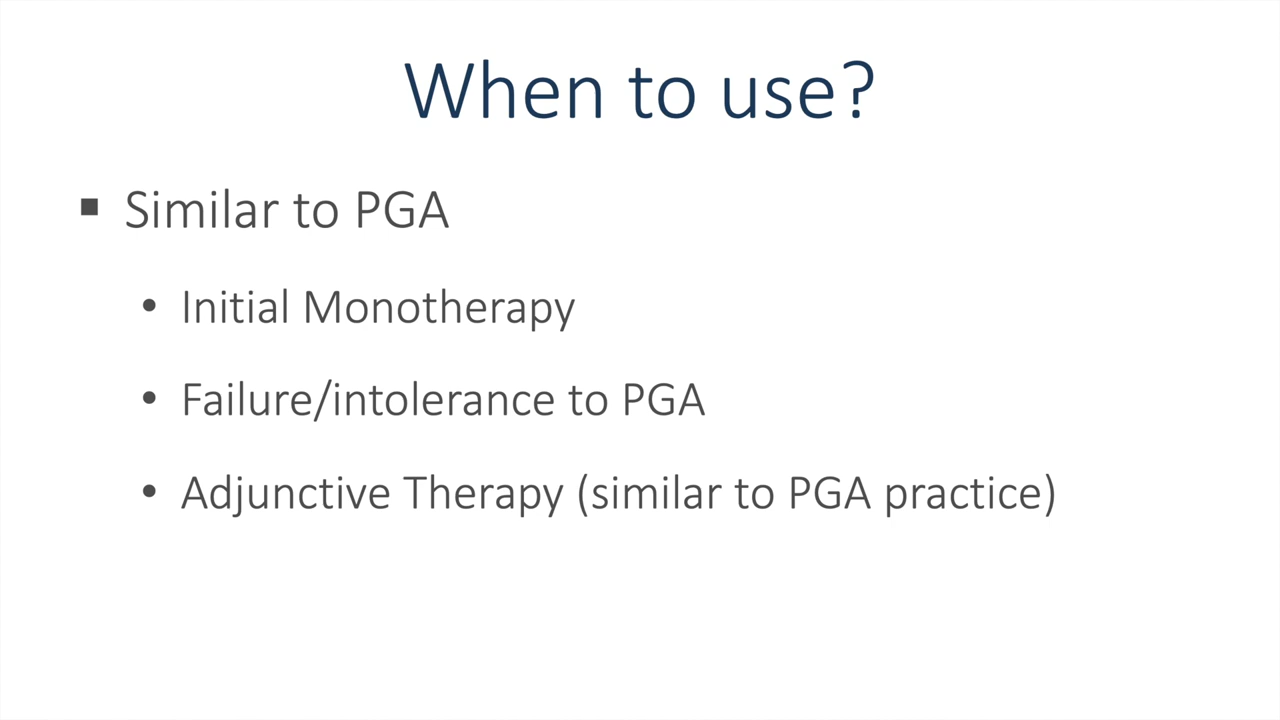 When to use?
▪ Similar to PGA
• Initial Monotherapy
• Failure/intolerance to PGA
• Adjunctive Therapy (similar to PGA practice)